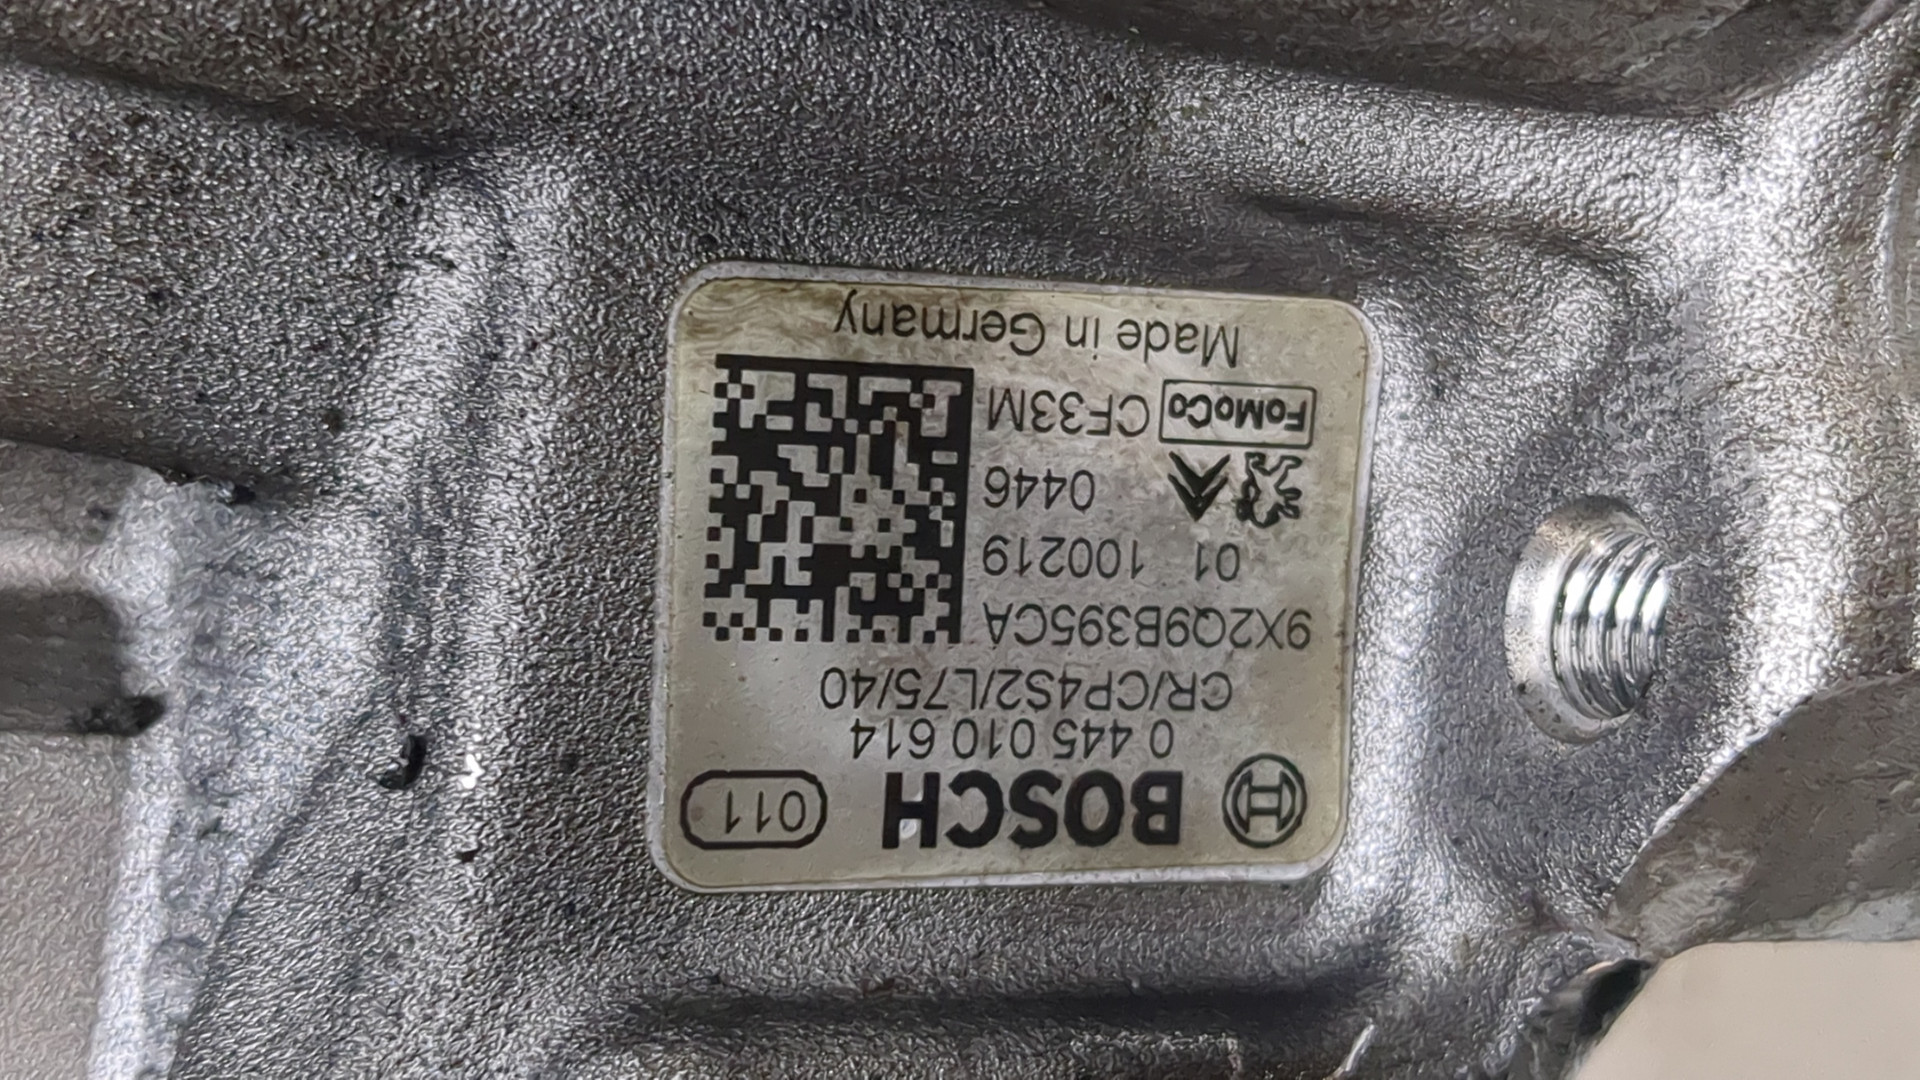 BOSCH 011
0 445 010 614
CR/CP4S2/L75/40
9X2Q9B395CA
01 100219
0446
FoMoCo CF33M
Made in Germany